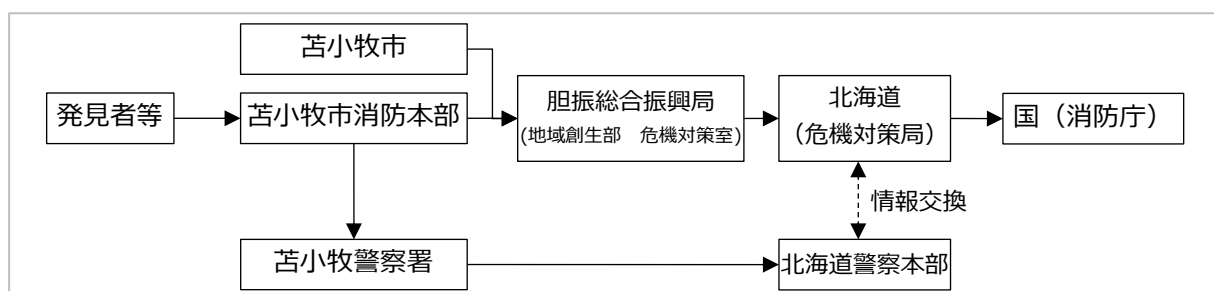 苫小牧市
発見者等
苫小牧市消防本部
胆振総合振興局
(地域創生部　危機対策室)
北海道
（危機対策局）
国（消防庁）
情報交換
苫小牧警察署
北海道警察本部